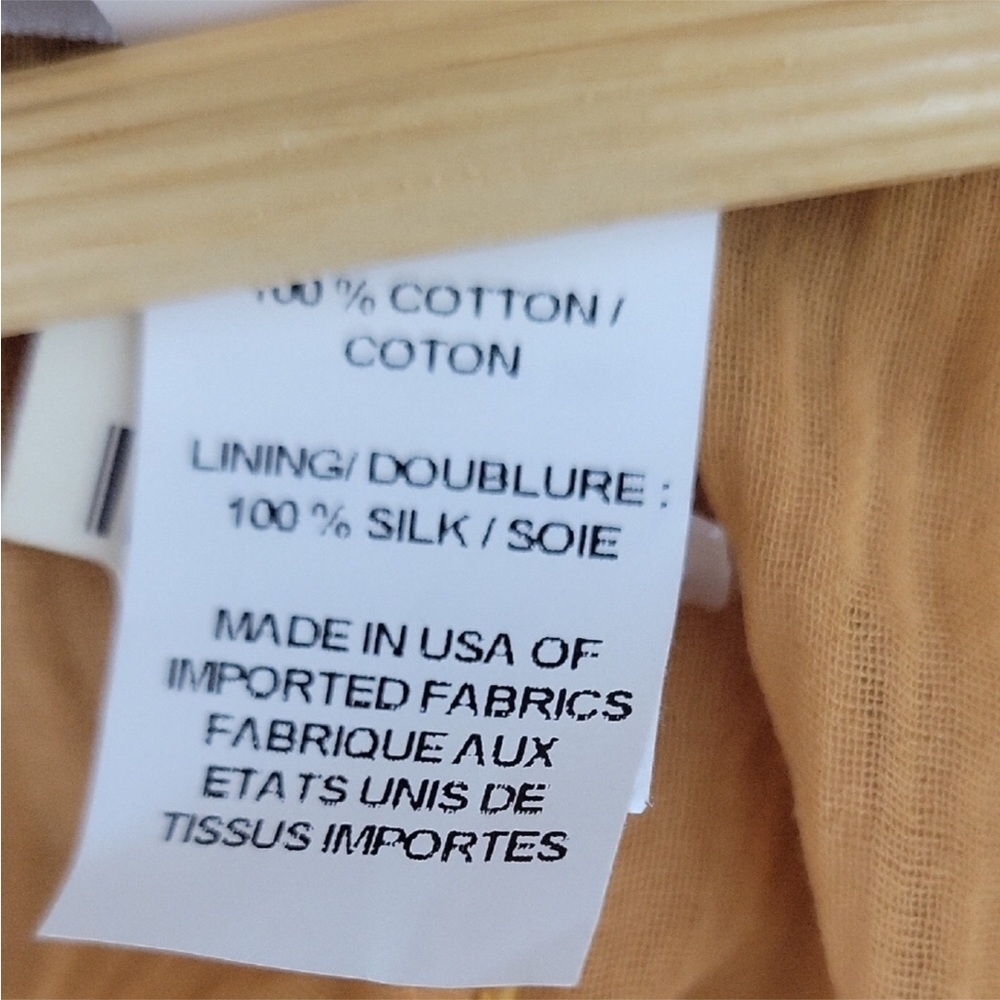 100 % COTTON /
COTON
LINING/ DOUBLURE :
100 % SILK / SOIE
MADE IN USA OF
IMPORTED FABRICS
FABRIQUE AUX
ETATS UNIS DE
TISSUS IMPORTES